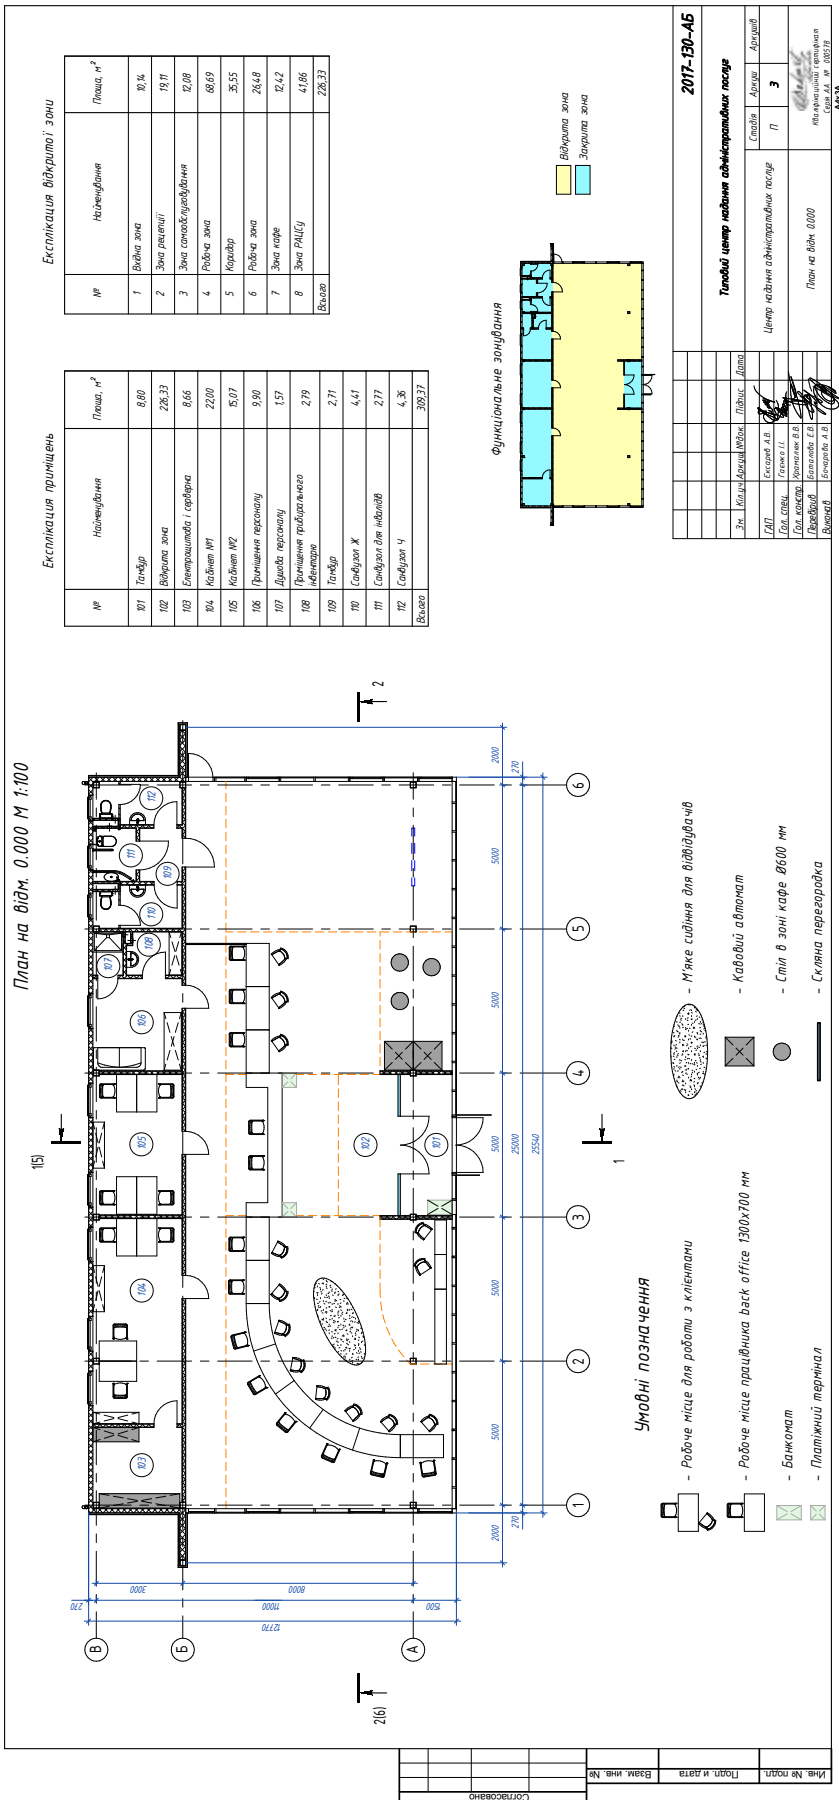 План на відм. 0.000 М 1:100
1(5)
2
2(6)
1
101
102
103
104
105
106
107
108
109
110
111
112
В
Б
А
1
2
3
4
5
6
270
3000
8000
11000
1500
12770
2000
270
5000
5000
5000
5000
5000
25000
25540
270
2000
Умовні позначення
- Робоче місце для роботи з клієнтами
- Робоче місце працівника back office 1300х700 мм
- Банкомат
- Платіжний термінал
- М'яке сидіння для відвідувачів
- Кавовий автомат
- Стіл в зоні кафе Ø600 мм
- Скляна перегородка
Експлікація приміщень
№ Найменування Площа, м²
101 Тамбур 8,80
102 Відкрита зона 226,33
103 Електрощитова і серверна 8,66
104 Кабінет №1 22,00
105 Кабінет №2 15,07
106 Приміщення персоналу 9,90
107 Душова персоналу 1,57
108 Приміщення прибирального інвентарю 2,79
109 Тамбур 2,71
110 Санвузол Ж 4,41
111 Санвузол для інвалідів 2,77
112 Санвузол Ч 4,36
Всього 309,37
Експлікація відкритої зони
№ Найменування Площа, м²
1 Вхідна зона 10,14
2 Зона рецепції 19,11
3 Зона самообслуговування 12,08
4 Робоча зона 68,69
5 Коридор 35,55
6 Робоча зона 26,48
7 Зона кафе 12,42
8 Зона РАЦСу 41,86
Всього 226,33
Функціональне зонування
Відкрита зона
Закрита зона
2017-130-АБ
Типовий центр надання адміністративних послуг
Зм. Кіл.уч Аркуш №док. Підпис Дата
ГАП Єксарев А.В.
Гол. спец. Гаєнко І.І.
Гол. констр.
Перевірив Баталова Е.В.
Виконав Бочарова А.В.
Центр надання адміністративних послуг
Стадія Аркуш Аркушів
П 3
План на відм. 0.000
Кваліфікаційний сертифікат
Серія АА № 000578
А4х3А
Согласовано
Взам. инв. №
Подп. и дата
Инв. № подл.